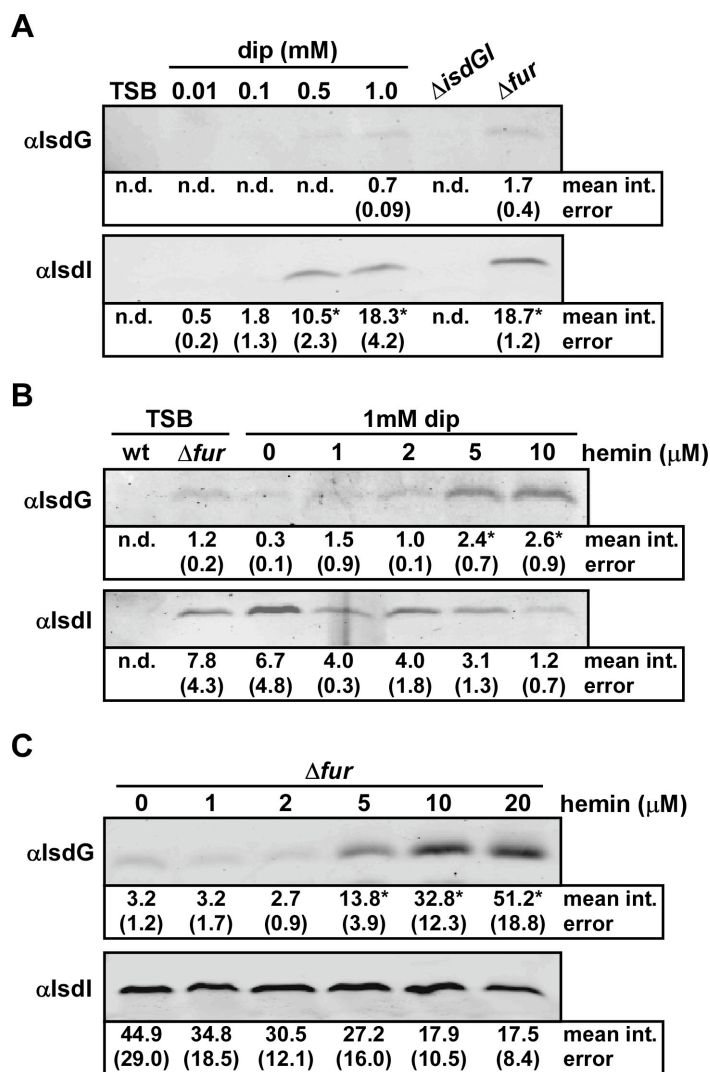 A
dip (mM)
TSB 0.01 0.1 0.5 1.0 ΔisdGI Δfur
αIsdG
n.d. n.d. n.d. n.d. 0.7 n.d. 1.7 mean int.
(0.09) (0.4) error
αIsdI
n.d. 0.5 1.8 10.5* 18.3* n.d. 18.7* mean int.
(0.2) (1.3) (2.3) (4.2) (1.2) error
B
TSB 1mM dip
wt Δfur 0 1 2 5 10 hemin (μM)
αIsdG
n.d. 1.2 0.3 1.5 1.0 2.4* 2.6* mean int.
(0.2) (0.1) (0.9) (0.1) (0.7) (0.9) error
αIsdI
n.d. 7.8 6.7 4.0 4.0 3.1 1.2 mean int.
(4.3) (4.8) (0.3) (1.8) (1.3) (0.7) error
C
Δfur
0 1 2 5 10 20 hemin (μM)
αIsdG
3.2 3.2 2.7 13.8* 32.8* 51.2* mean int.
(1.2) (1.7) (0.9) (3.9) (12.3) (18.8) error
αIsdI
44.9 34.8 30.5 27.2 17.9 17.5 mean int.
(29.0) (18.5) (12.1) (16.0) (10.5) (8.4) error